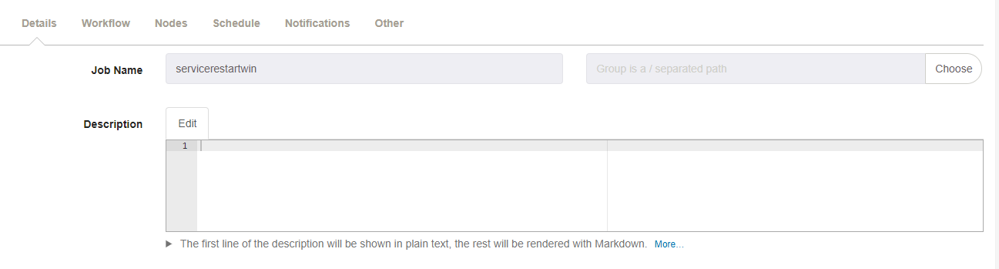 Details Workflow Nodes Schedule Notifications Other
Job Name servicerestartwin Group is a / separated path Choose
Description Edit
1
The first line of the description will be shown in plain text, the rest will be rendered with Markdown. More...